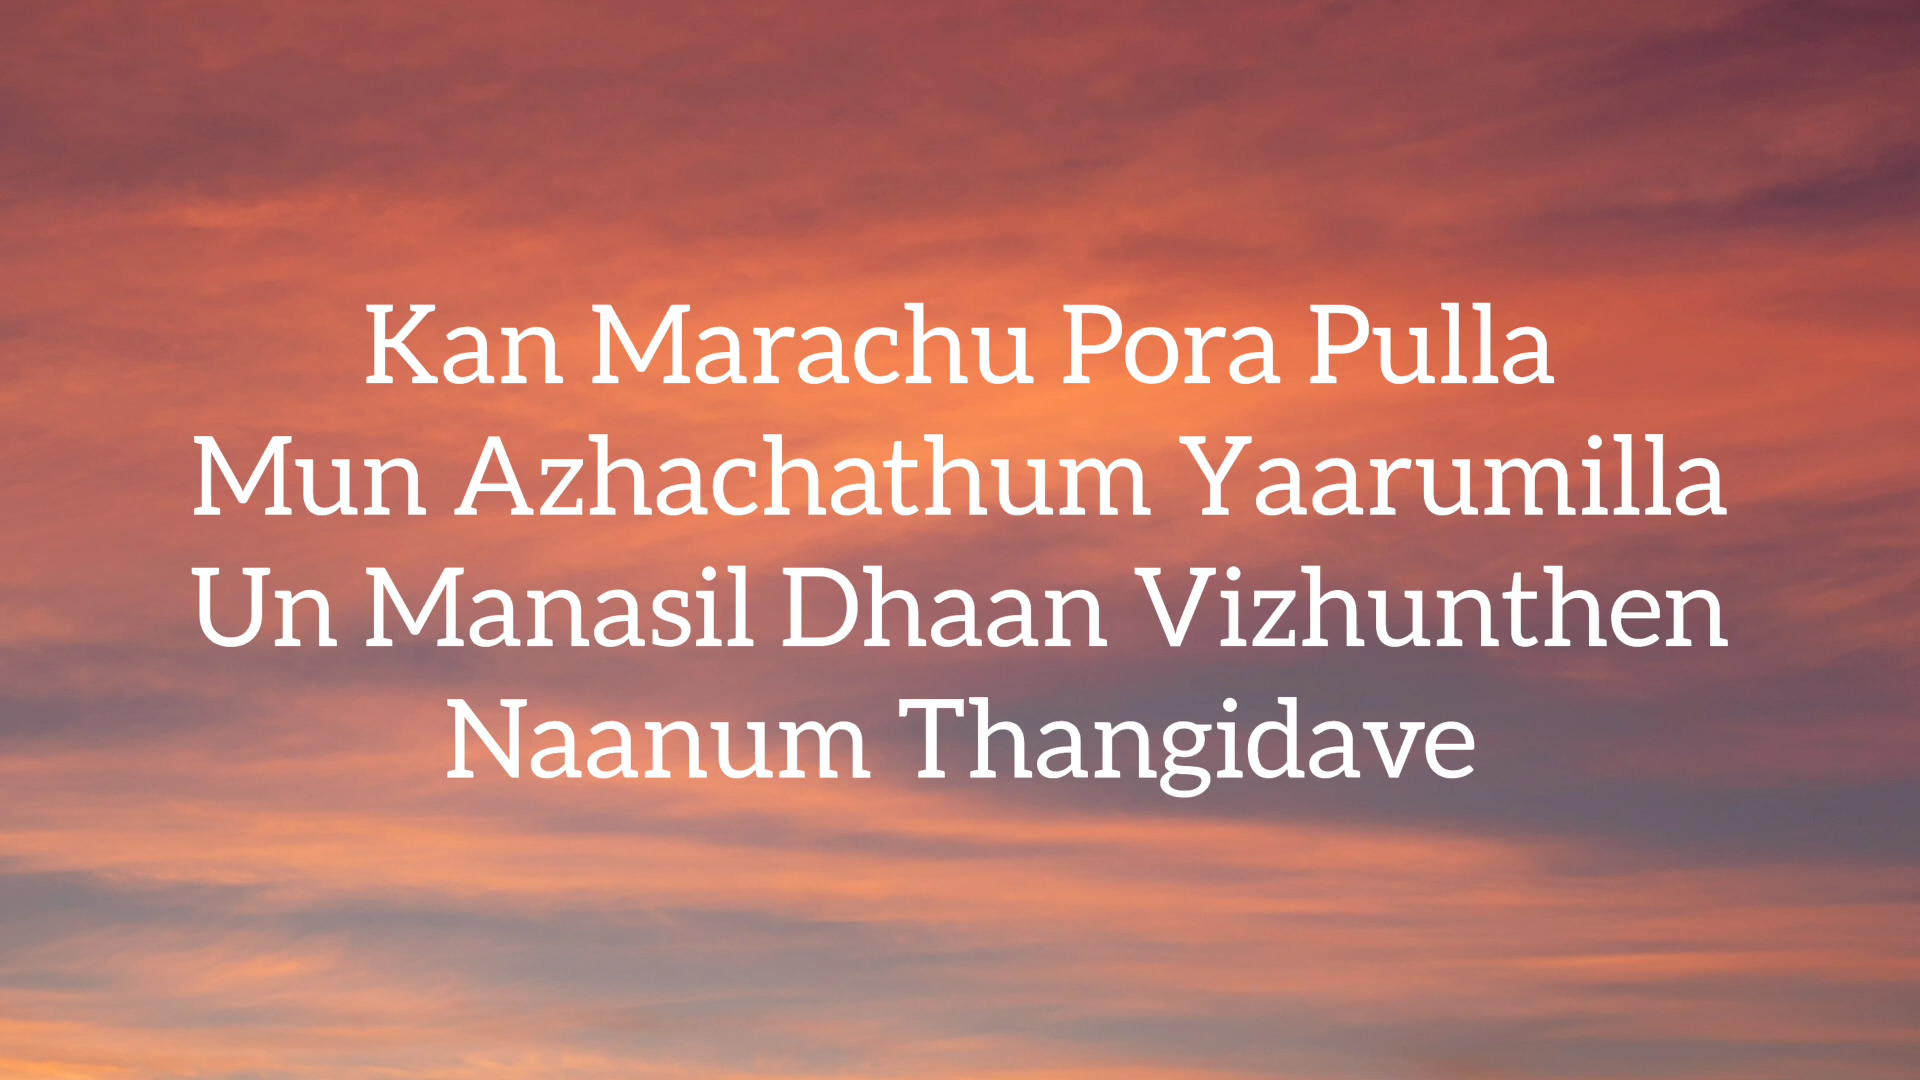 Kan Marachu Pora Pulla
Mun Azhachathum Yaarumilla
Un Manasil Dhaan Vizhunthen
Naanum Thangidave